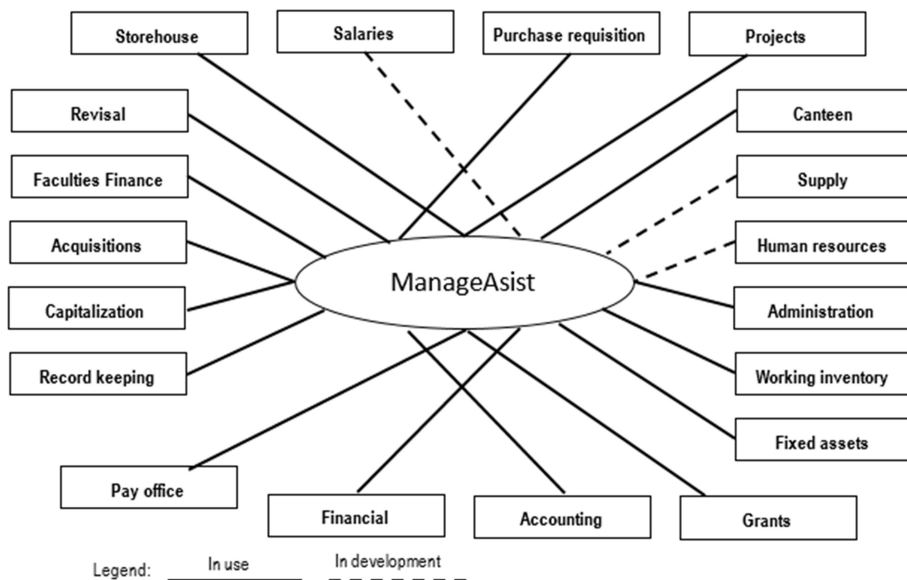 Storehouse
Salaries
Purchase requisition
Projects
Revisal
Canteen
Faculties Finance
Supply
Acquisitions
Human resources
ManageAsist
Capitalization
Administration
Record keeping
Working inventory
Fixed assets
Pay office
Financial
Accounting
Grants
Legend: In use In development